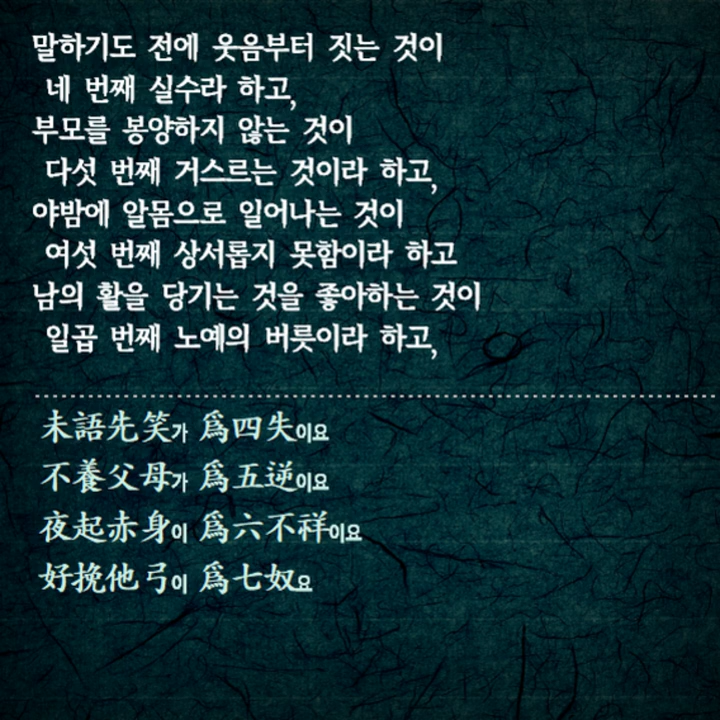 말하기도 전에 웃음부터 짓는 것이
네 번째 실수라 하고,
부모를 봉양하지 않는 것이
다섯 번째 거스르는 것이라 하고,
야밤에 알몸으로 일어나는 것이
여섯 번째 상서롭지 못함이라 하고
남의 활을 당기는 것을 좋아하는 것이
일곱 번째 노예의 버릇이라 하고,
未語先笑가 爲四失이요
不養父母가 爲五逆이요
夜起赤身이 爲六不祥이요
好挽他弓이 爲七奴요